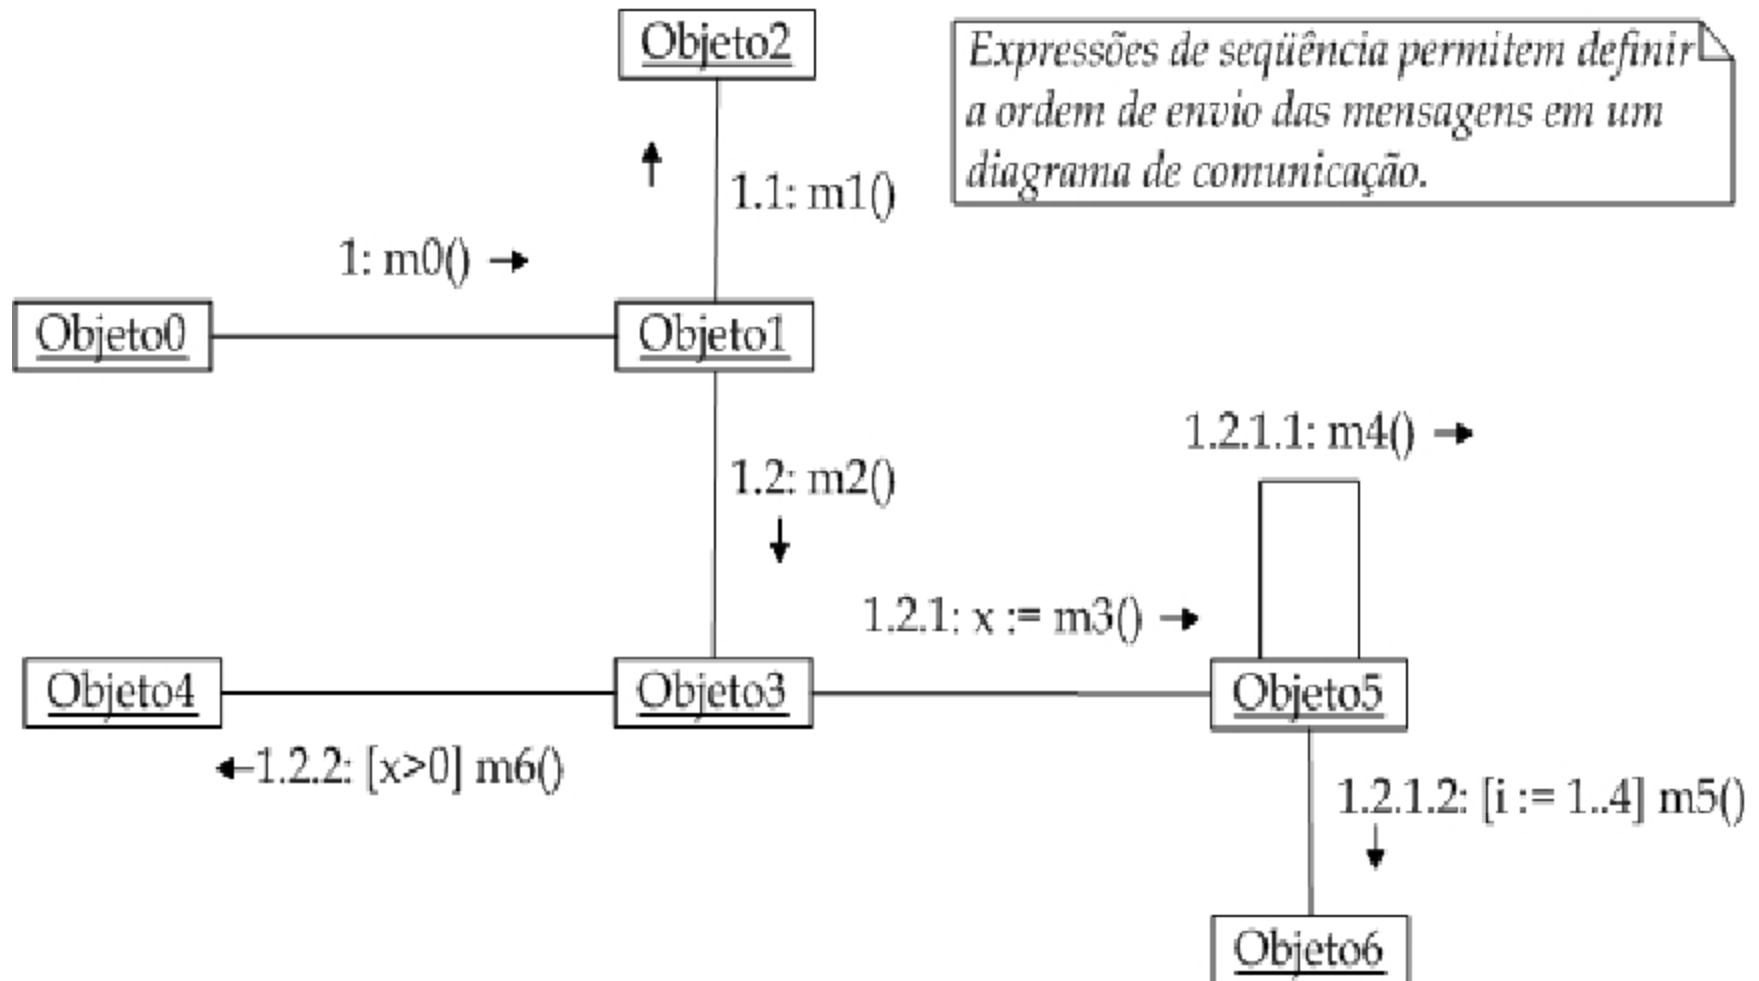 Objeto2
Expressões de seqüência permitem definir
a ordem de envio das mensagens em um
diagrama de comunicação.
1.1: m1()
1: m0()
Objeto0
Objeto1
1.2.1.1: m4()
1.2: m2()
1.2.1: x := m3()
Objeto4
Objeto3
Objeto5
1.2.2: [x>0] m6()
1.2.1.2: [i := 1..4] m5()
Objeto6